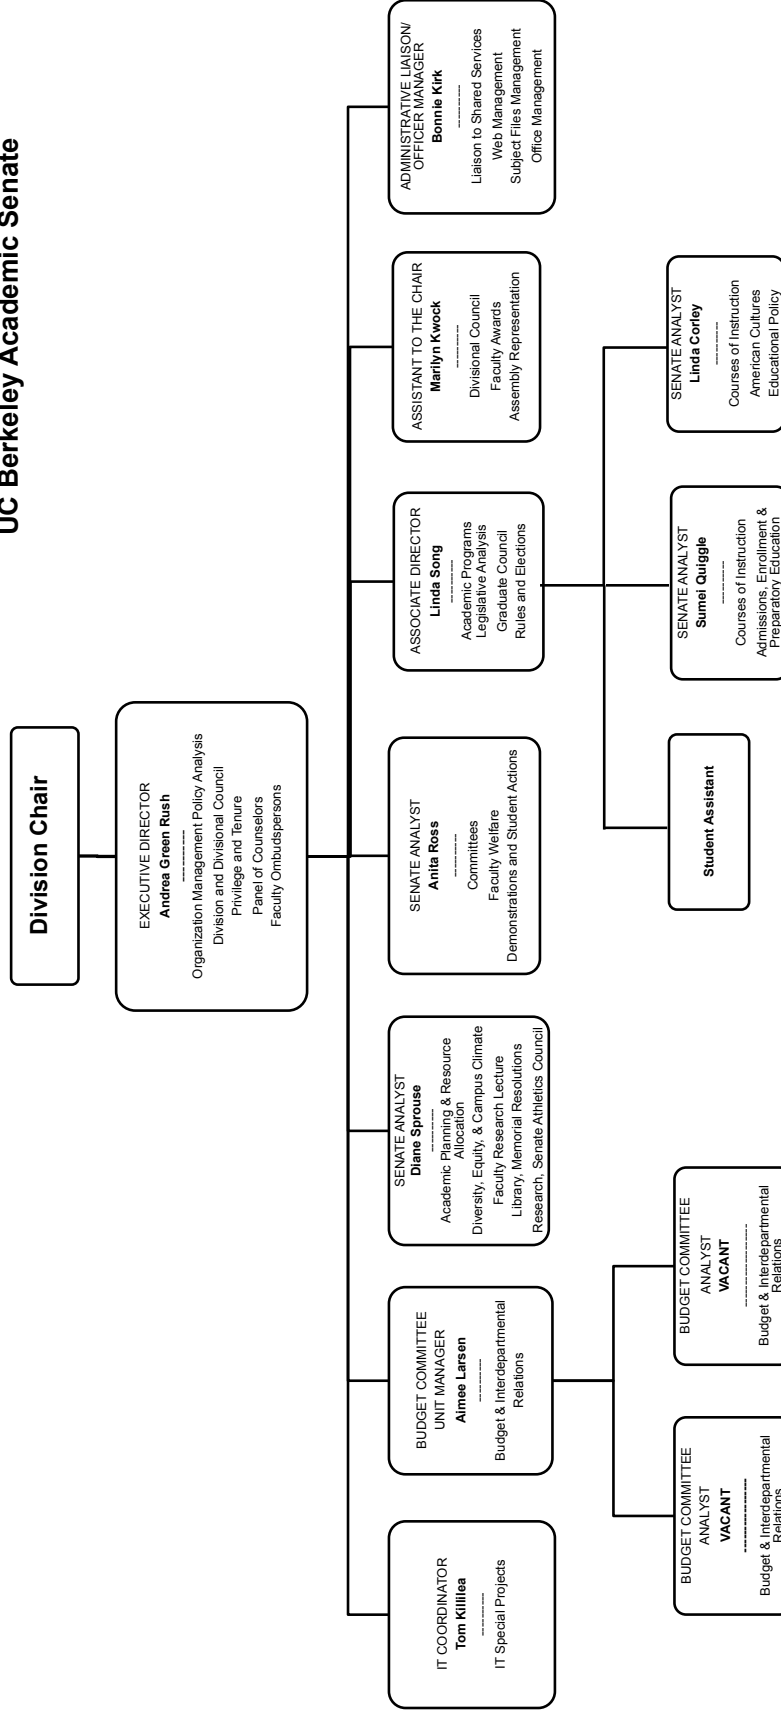 UC Berkeley Academic Senate
Division Chair
EXECUTIVE DIRECTOR
Andrea Green Rush
-----------
Organization Management Policy Analysis
Division and Divisional Council
Privilege and Tenure
Panel of Counselors
Faculty Ombudspersons
IT COORDINATOR
Tom Killilea
---------
IT Special Projects
BUDGET COMMITTEE
UNIT MANAGER
Aimee Larsen
---------
Budget & Interdepartmental
Relations
SENATE ANALYST
Diane Sprouse
---------
Academic Planning & Resource
Allocation
Diversity, Equity, & Campus Climate
Faculty Research Lecture
Library, Memorial Resolutions
Research, Senate Athletics Council
SENATE ANALYST
Anita Ross
---------
Committees
Faculty Welfare
Demonstrations and Student Actions
ASSOCIATE DIRECTOR
Linda Song
---------
Academic Programs
Legislative Analysis
Graduate Council
Rules and Elections
ASSISTANT TO THE CHAIR
Marilyn Kwock
---------
Divisional Council
Faculty Awards
Assembly Representation
ADMINISTRATIVE LIAISON/
OFFICER MANAGER
Bonnie Kirk
---------
Liaison to Shared Services
Web Management
Subject Files Management
Office Management
BUDGET COMMITTEE
ANALYST
VACANT
----------------
Budget & Interdepartmental
Relations
BUDGET COMMITTEE
ANALYST
VACANT
----------------
Budget & Interdepartmental
Relations
Student Assistant
SENATE ANALYST
Sumei Quiggle
---------
Courses of Instruction
Admissions, Enrollment &
Preparatory Education
SENATE ANALYST
Linda Corley
---------
Courses of Instruction
American Cultures
Educational Policy